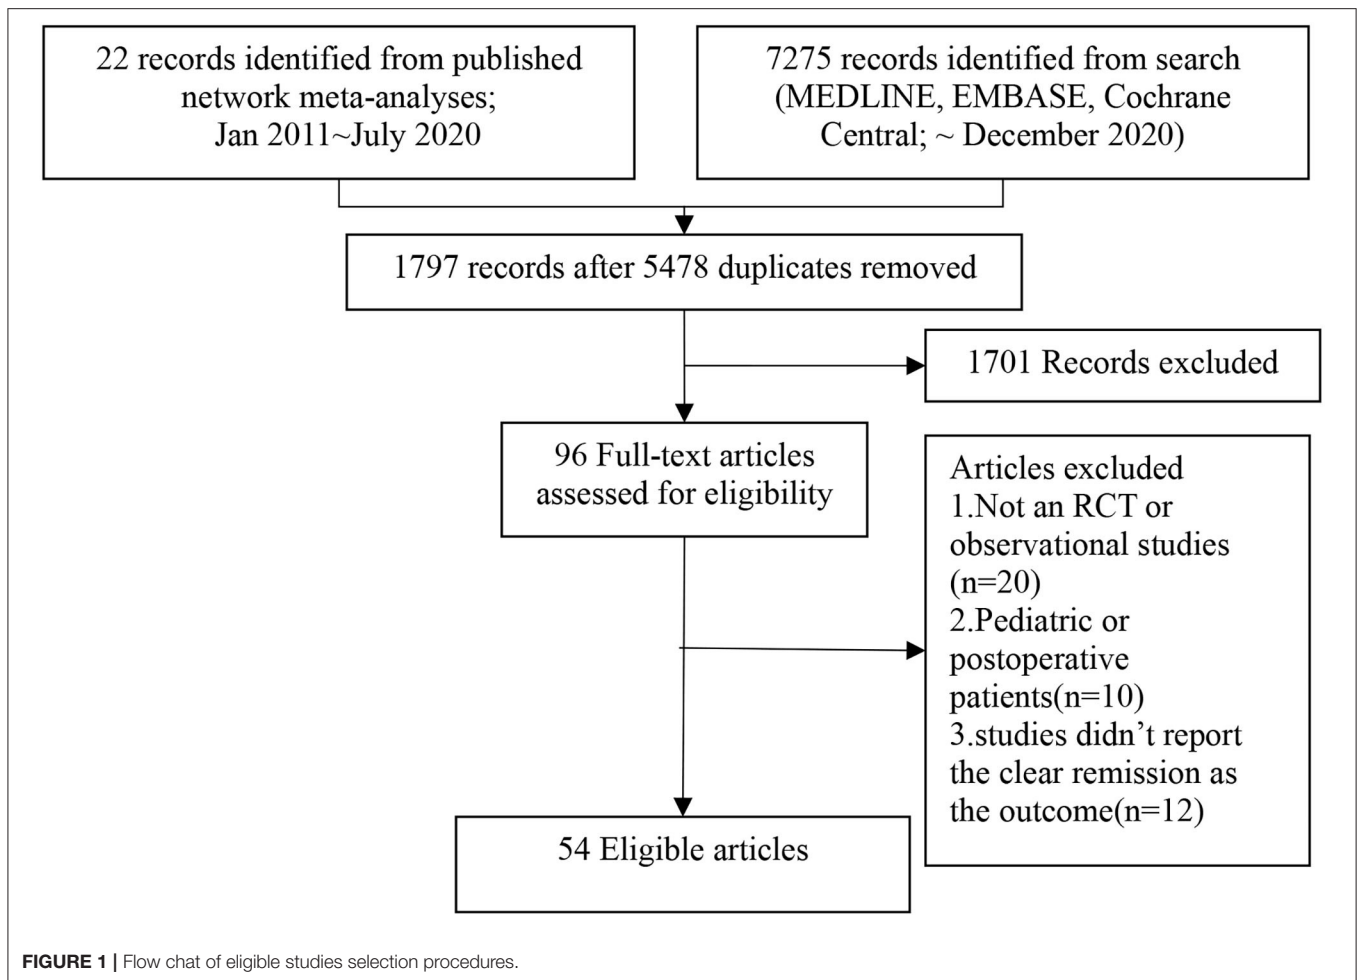 22 records identified from published
network meta-analyses;
Jan 2011~July 2020
7275 records identified from search
(MEDLINE, EMBASE, Cochrane
Central; ~ December 2020)
1797 records after 5478 duplicates removed
1701 Records excluded
96 Full-text articles
assessed for eligibility
Articles excluded
1.Not an RCT or
observational studies
(n=20)
2.Pediatric or
postoperative
patients(n=10)
3.studies didn’t report
the clear remission as
the outcome(n=12)
54 Eligible articles
FIGURE 1 | Flow chat of eligible studies selection procedures.